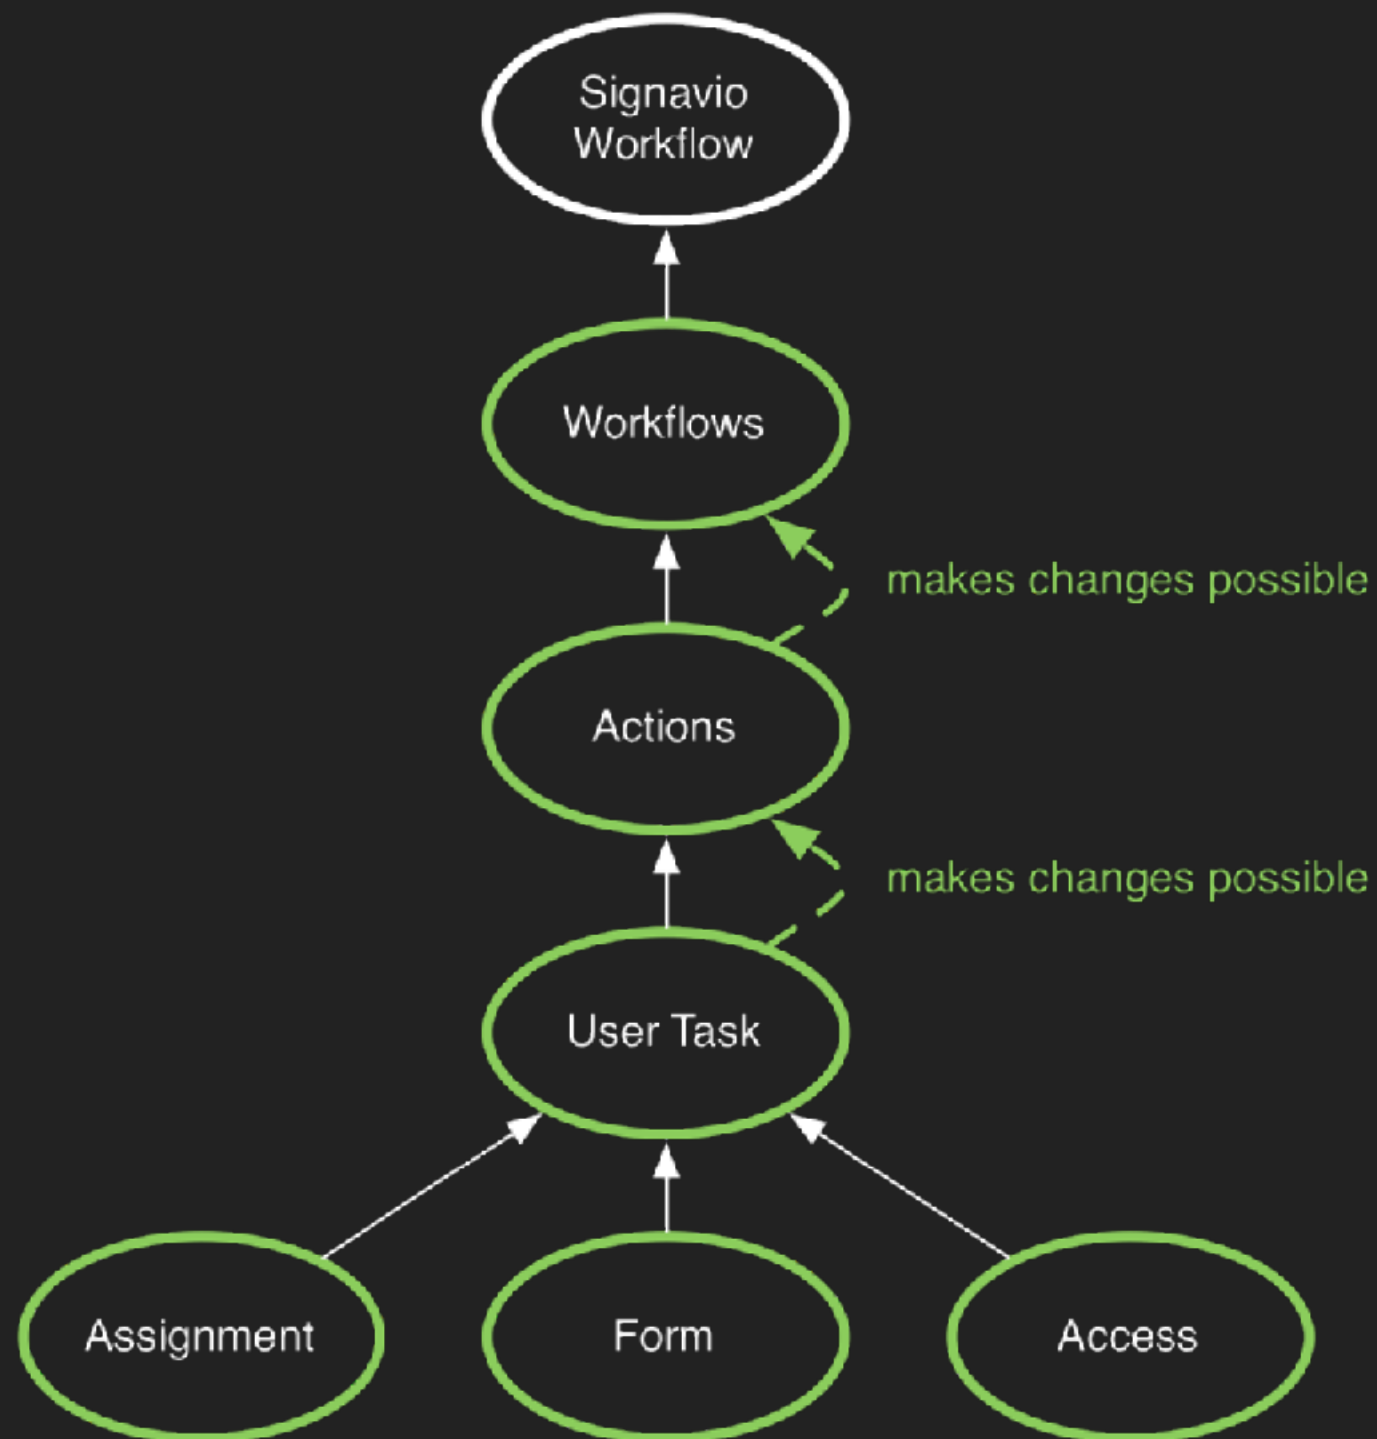 Signavio
Workflow
Workflows
makes changes possible
Actions
makes changes possible
User Task
Assignment
Form
Access